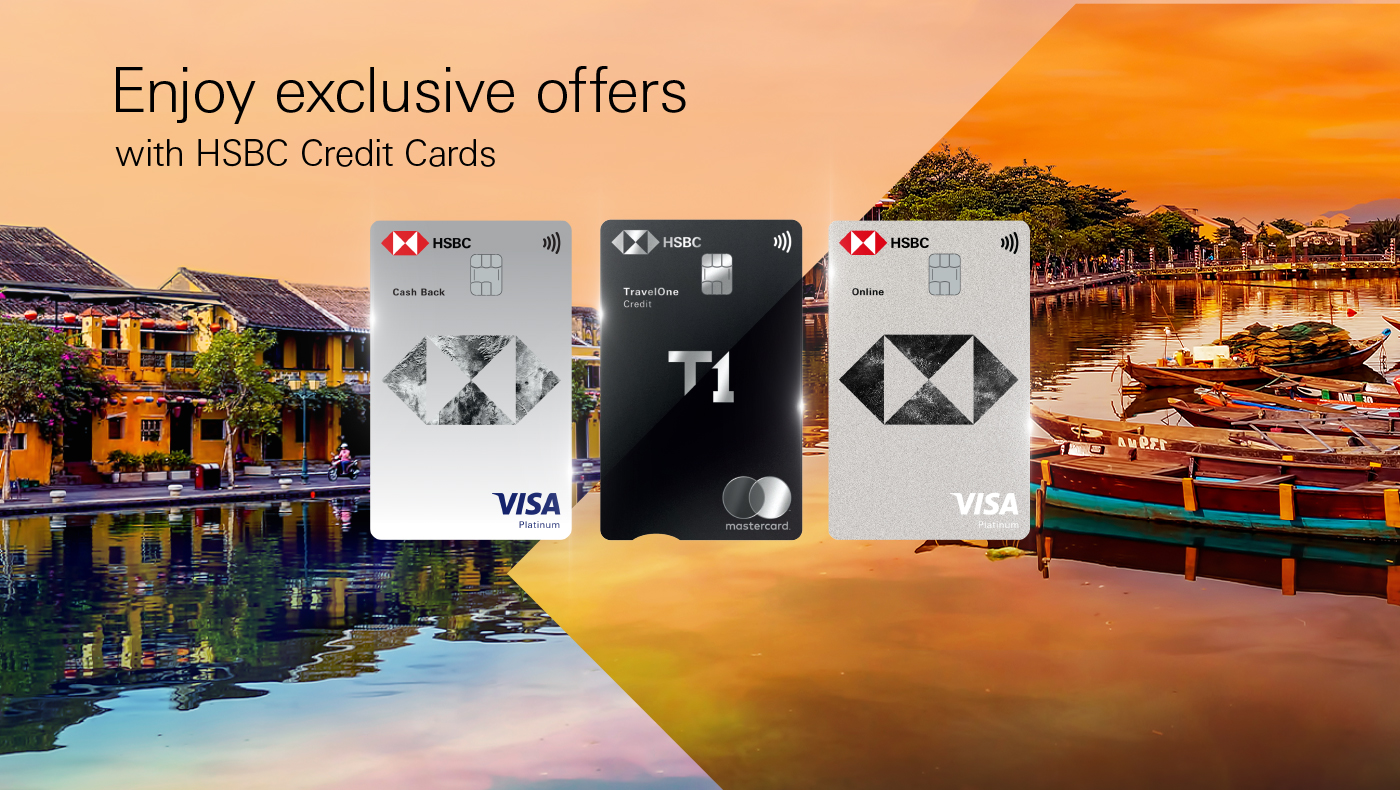 Enjoy exclusive offers
with HSBC Credit Cards
HSBC
Cash Back
VISA
Platinum
HSBC
TravelOne
Credit
T1
mastercard.
HSBC
Online
VISA
Platinum